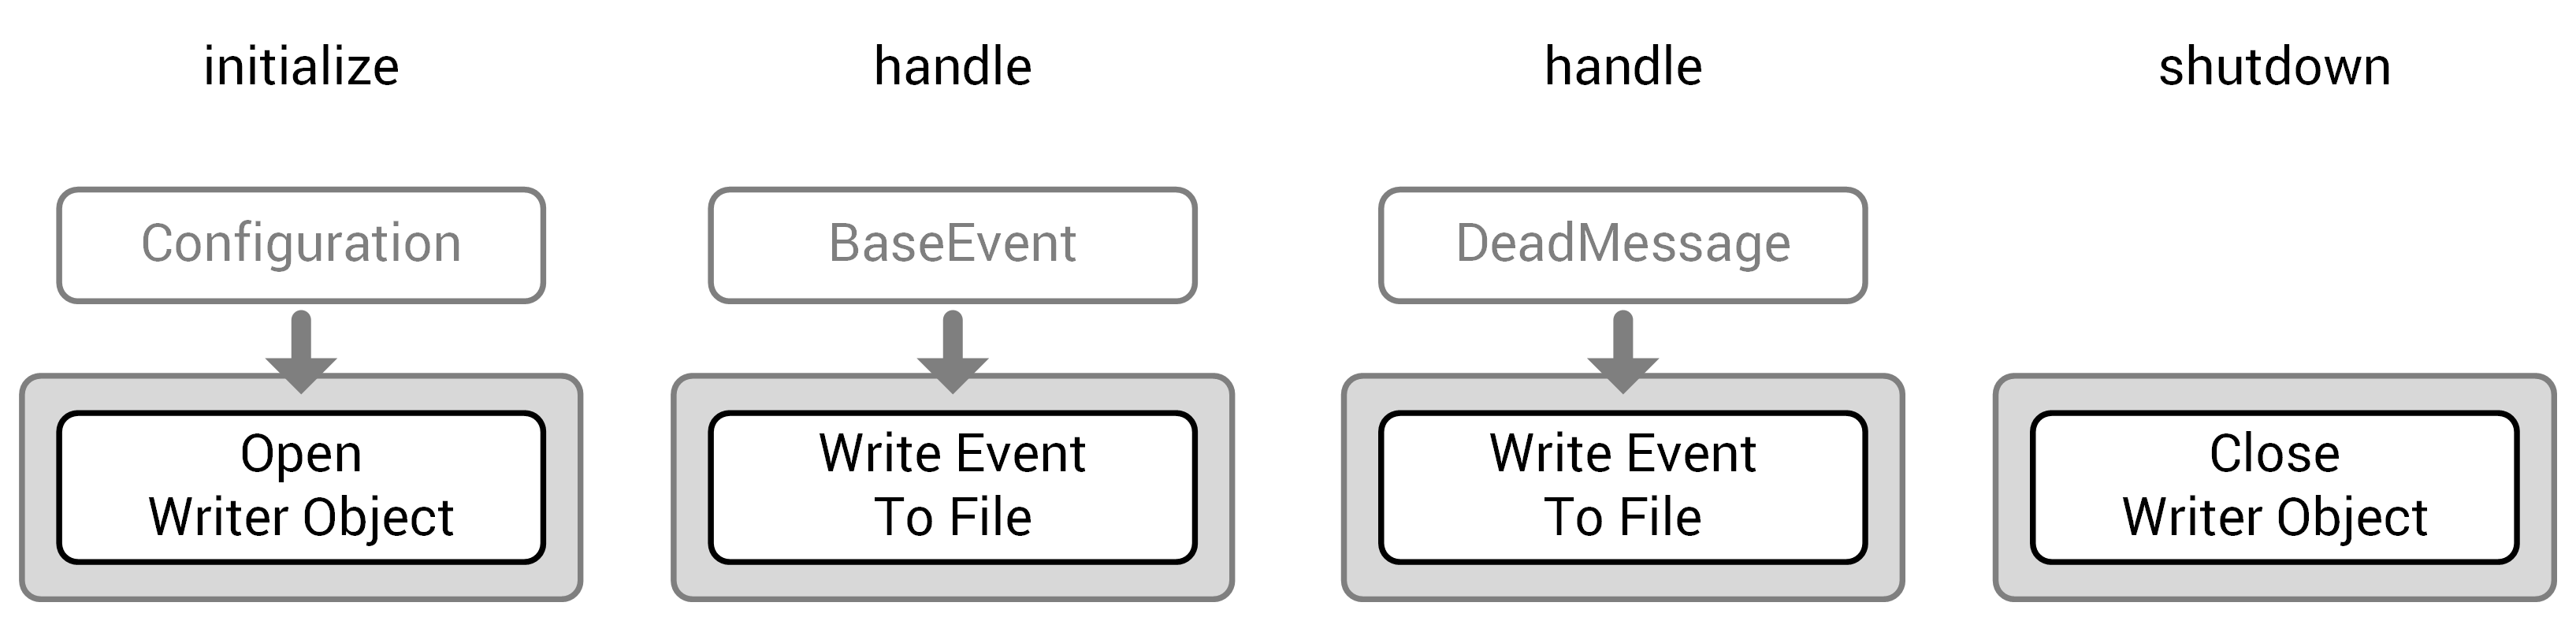 initialize
handle
handle
shutdown
Configuration
BaseEvent
DeadMessage
Open
Writer Object
Write Event
To File
Write Event
To File
Close
Writer Object